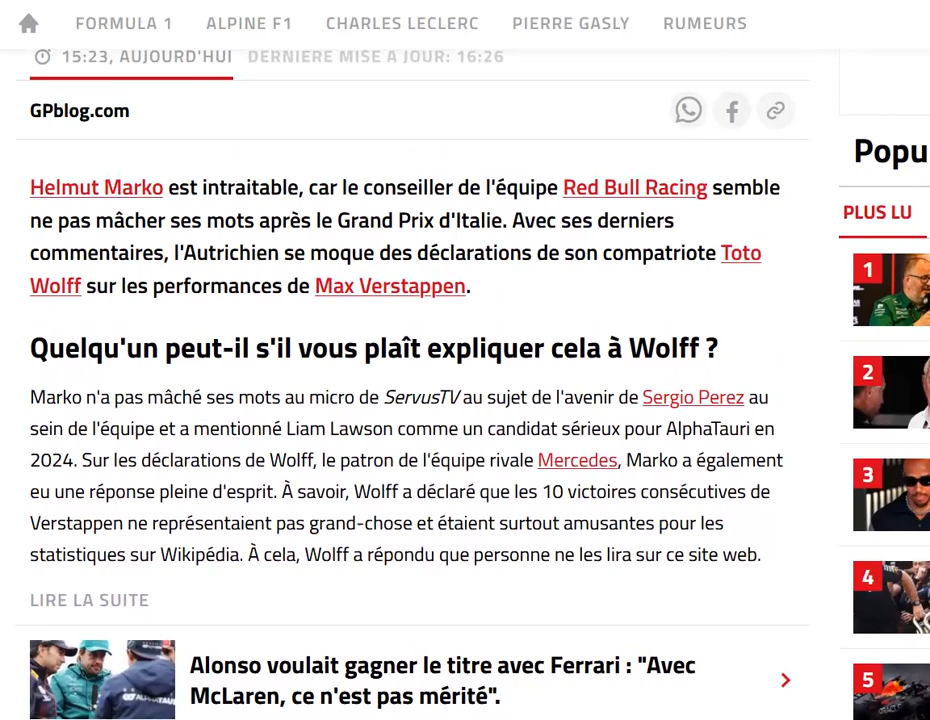 FORMULA 1 ALPINE F1 CHARLES LECLERC PIERRE GASLY RUMEURS
15:23, AUJOURD'HUI DERNIÈRE MISE À JOUR: 16:26
GPblog.com
Helmut Marko est intraitable, car le conseiller de l'équipe Red Bull Racing semble
ne pas mâcher ses mots après le Grand Prix d'Italie. Avec ses derniers
commentaires, l'Autrichien se moque des déclarations de son compatriote Toto
Wolff sur les performances de Max Verstappen.
Quelqu'un peut-il s'il vous plaît expliquer cela à Wolff ?
Marko n'a pas mâché ses mots au micro de ServusTV au sujet de l'avenir de Sergio Perez au
sein de l'équipe et a mentionné Liam Lawson comme un candidat sérieux pour AlphaTauri en
2024. Sur les déclarations de Wolff, le patron de l'équipe rivale Mercedes, Marko a également
eu une réponse pleine d'esprit. À savoir, Wolff a déclaré que les 10 victoires consécutives de
Verstappen ne représentaient pas grand-chose et étaient surtout amusantes pour les
statistiques sur Wikipédia. À cela, Wolff a répondu que personne ne les lira sur ce site web.
LIRE LA SUITE
Alonso voulait gagner le titre avec Ferrari : "Avec
McLaren, ce n'est pas mérité".
Popu
PLUS LU
1
2
3
4
5